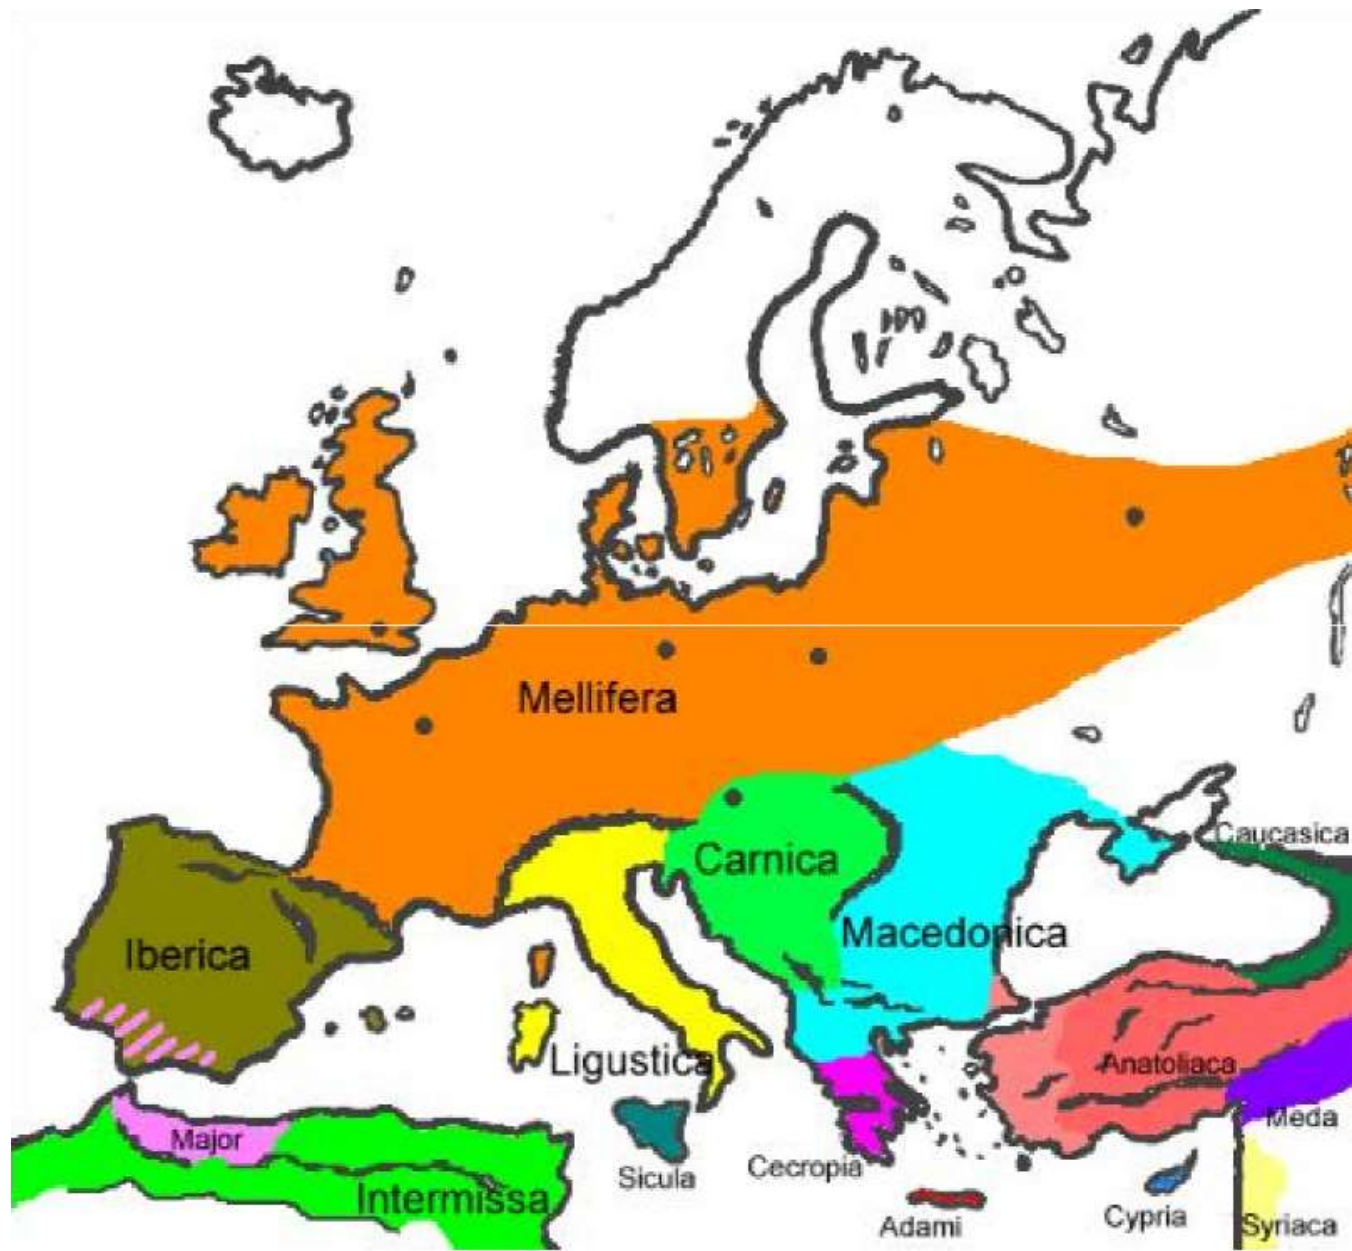 Mellifera
Caucasica
Carnica
Macedonica
Iberica
Ligustica
Anatoliaca
Meda
Major
Sicula
Cecropia
Intermissa
Adami
Cypria
Syriaca